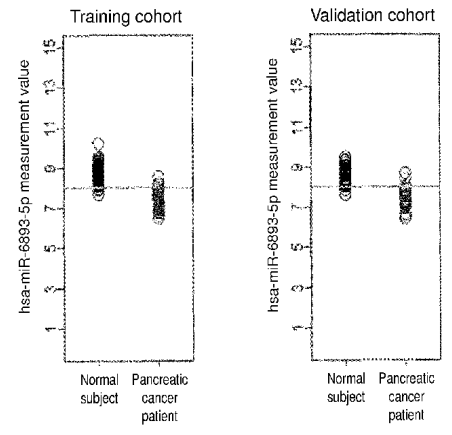 Training cohort
hsa-miR-6893-5p measurement value
15
13
11
9
7
5
3
1
Normal subject
Pancreatic cancer patient
Validation cohort
hsa-miR-6893-5p measurement value
15
13
11
9
7
5
3
1
Normal subject
Pancreatic cancer patient